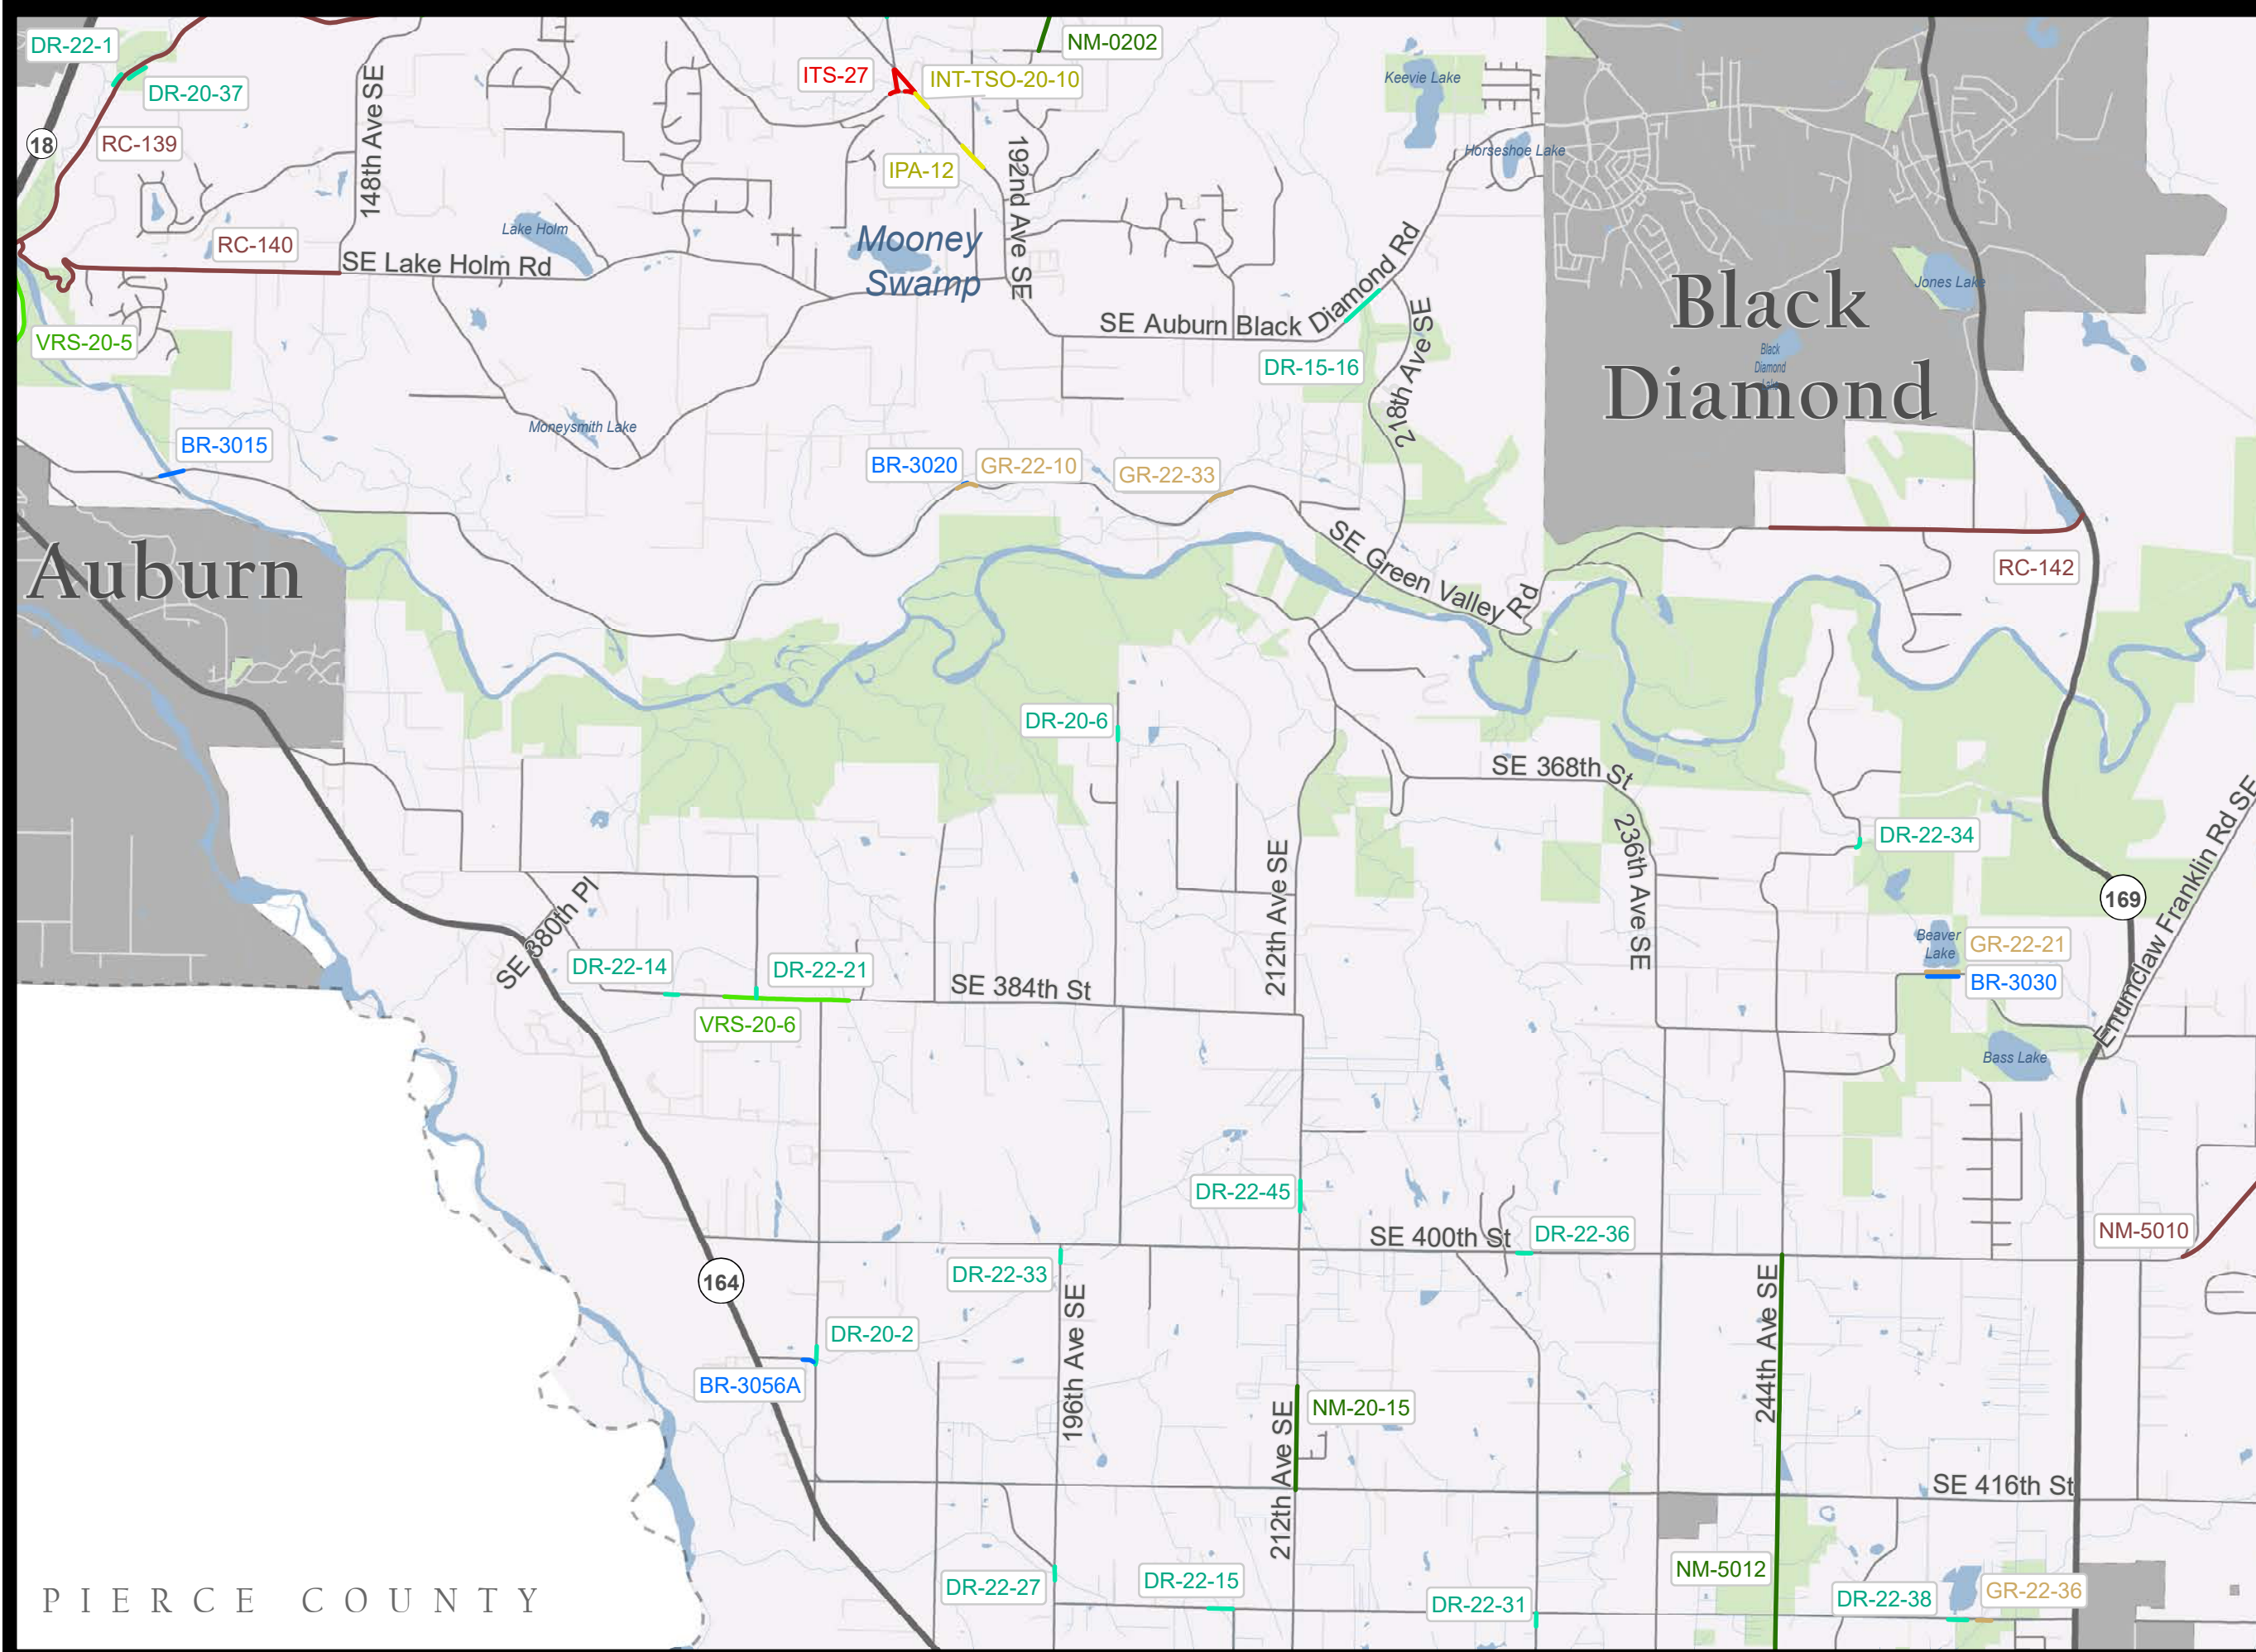 DR-22-1
DR-20-37
18
RC-139
148th Ave SE
RC-140
SE Lake Holm Rd
Lake Holm
VRS-20-5
NM-0202
ITS-27
INT-TSO-20-10
IPA-12
192nd Ave SE
Mooney
Swamp
Keevie Lake
Horseshoe Lake
SE Auburn Black Diamond Rd
DR-15-16
218th Ave SE
Black
Diamond
Jones Lake
Black
Diamond
Lake
Moneysmith Lake
BR-3015
BR-3020
GR-22-10
GR-22-33
SE Green Valley Rd
RC-142
Auburn
DR-20-6
SE 368th St
236th Ave SE
212th Ave SE
DR-22-34
169
Enumclaw Franklin Rd SE
Beaver
Lake
GR-22-21
BR-3030
Bass Lake
SE 380th Pl
DR-22-14
DR-22-21
SE 384th St
VRS-20-6
DR-22-45
SE 400th St
DR-22-36
NM-5010
164
DR-22-33
196th Ave SE
DR-20-2
BR-3056A
244th Ave SE
NM-20-15
212th Ave SE
SE 416th St
NM-5012
DR-22-27
DR-22-15
DR-22-31
DR-22-38
GR-22-36
PIERCE COUNTY